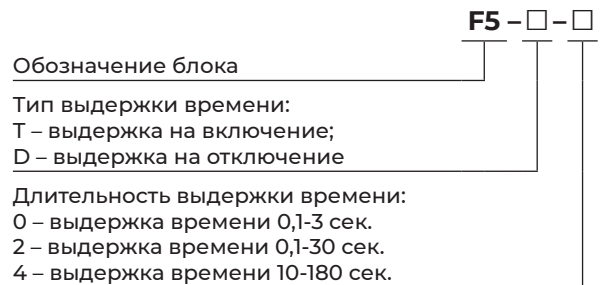 F5 – □ – □
Обозначение блока
Тип выдержки времени:
Т – выдержка на включение;
D – выдержка на отключение
Длительность выдержки времени:
0 – выдержка времени 0,1-3 сек.
2 – выдержка времени 0,1-30 сек.
4 – выдержка времени 10-180 сек.